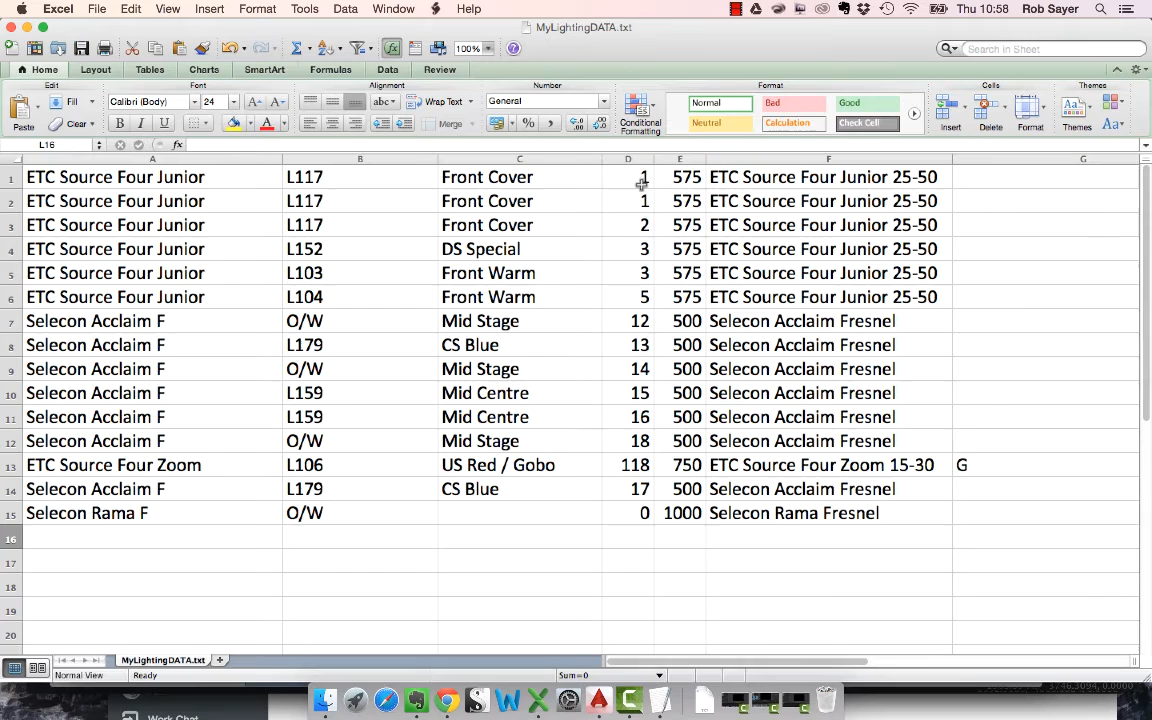 Excel File Edit View Insert Format Tools Data Window Help Thu 10:58 Rob Sayer
MyLightingDATA.txt
100% Search in Sheet
Home Layout Tables Charts SmartArt Formulas Data Review
Edit Font Alignment Number Format Cells Themes
Fill Calibri (Body) 24 A A abc Wrap Text General Normal Bad Good Aa
Paste Clear B I U A Merge % Conditional Formatting Neutral Calculation Check Cell Insert Delete Format Themes Aa
L16 fx
A B C D E F G
1 ETC Source Four Junior L117 Front Cover 1 575 ETC Source Four Junior 25-50
2 ETC Source Four Junior L117 Front Cover 1 575 ETC Source Four Junior 25-50
3 ETC Source Four Junior L117 Front Cover 2 575 ETC Source Four Junior 25-50
4 ETC Source Four Junior L152 DS Special 3 575 ETC Source Four Junior 25-50
5 ETC Source Four Junior L103 Front Warm 3 575 ETC Source Four Junior 25-50
6 ETC Source Four Junior L104 Front Warm 5 575 ETC Source Four Junior 25-50
7 Selecon Acclaim F O/W Mid Stage 12 500 Selecon Acclaim Fresnel
8 Selecon Acclaim F L179 CS Blue 13 500 Selecon Acclaim Fresnel
9 Selecon Acclaim F O/W Mid Stage 14 500 Selecon Acclaim Fresnel
10 Selecon Acclaim F L159 Mid Centre 15 500 Selecon Acclaim Fresnel
11 Selecon Acclaim F L159 Mid Centre 16 500 Selecon Acclaim Fresnel
12 Selecon Acclaim F O/W Mid Stage 18 500 Selecon Acclaim Fresnel
13 ETC Source Four Zoom L106 US Red / Gobo 118 750 ETC Source Four Zoom 15-30 G
14 Selecon Acclaim F L179 CS Blue 17 500 Selecon Acclaim Fresnel
15 Selecon Rama F O/W 0 1000 Selecon Rama Fresnel
16
17
18
19
20
MyLightingDATA.txt
Normal View Ready Sum=0
Work Chat